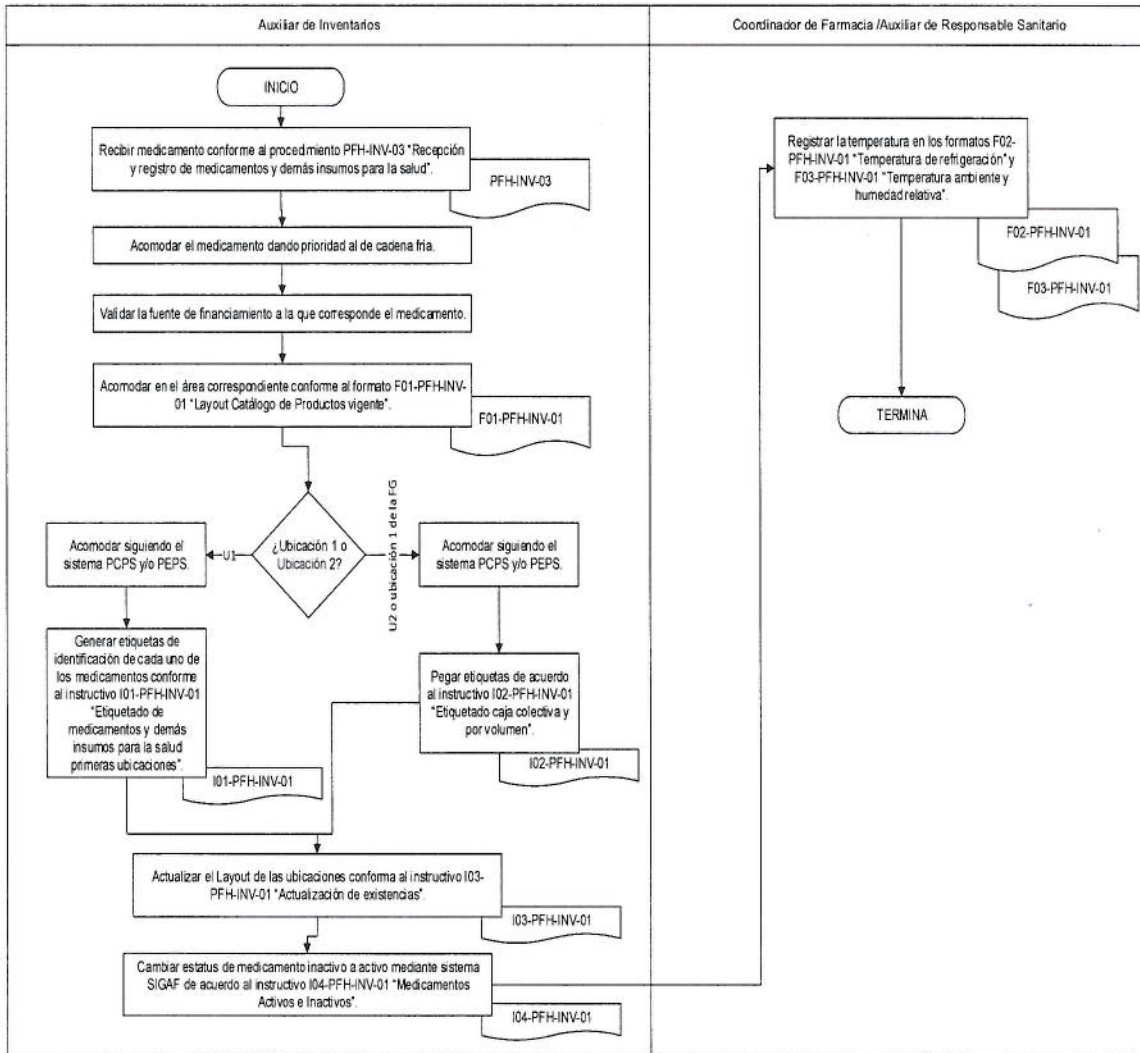 Auxiliar de Inventarios
Coordinador de Farmacia /Auxiliar de Responsable Sanitario
INICIO
Recibir medicamento conforme al procedimiento PFH-INV-03 "Recepción
y registro de medicamentos y demás insumos para la salud".
PFH-INV-03
Acomodar el medicamento dando prioridad al de cadena fría.
Validar la fuente de financiamiento a la que corresponde el medicamento.
Acomodar en el área correspondiente conforme al formato F01-PFH-INV-
01 "Layout Catálogo de Productos vigente".
F01-PFH-INV-01
¿Ubicación 1 o
Ubicación 2?
U1
U2 o ubicación 1 de la FG
Acomodar siguiendo el
sistema PCPS y/o PEPS.
Acomodar siguiendo el
sistema PCPS y/o PEPS.
Generar etiquetas de
identificación de cada uno de
los medicamentos conforme
al instructivo I01-PFH-INV-01
"Etiquetado de
medicamentos y demás
insumos para la salud
primeras ubicaciones".
I01-PFH-INV-01
Pegar etiquetas de acuerdo
al instructivo I02-PFH-INV-01
"Etiquetado caja colectiva y
por volumen".
I02-PFH-INV-01
Actualizar el Layout de las ubicaciones conforma al instructivo I03-
PFH-INV-01 "Actualización de existencias".
I03-PFH-INV-01
Cambiar estatus de medicamento inactivo a activo mediante sistema
SIGAF de acuerdo al instructivo I04-PFH-INV-01 "Medicamentos
Activos e Inactivos".
I04-PFH-INV-01
Registrar la temperatura en los formatos F02-
PFH-INV-01 "Temperatura de refrigeración" y
F03-PFH-INV-01 "Temperatura ambiente y
humedad relativa".
F02-PFH-INV-01
F03-PFH-INV-01
TERMINA